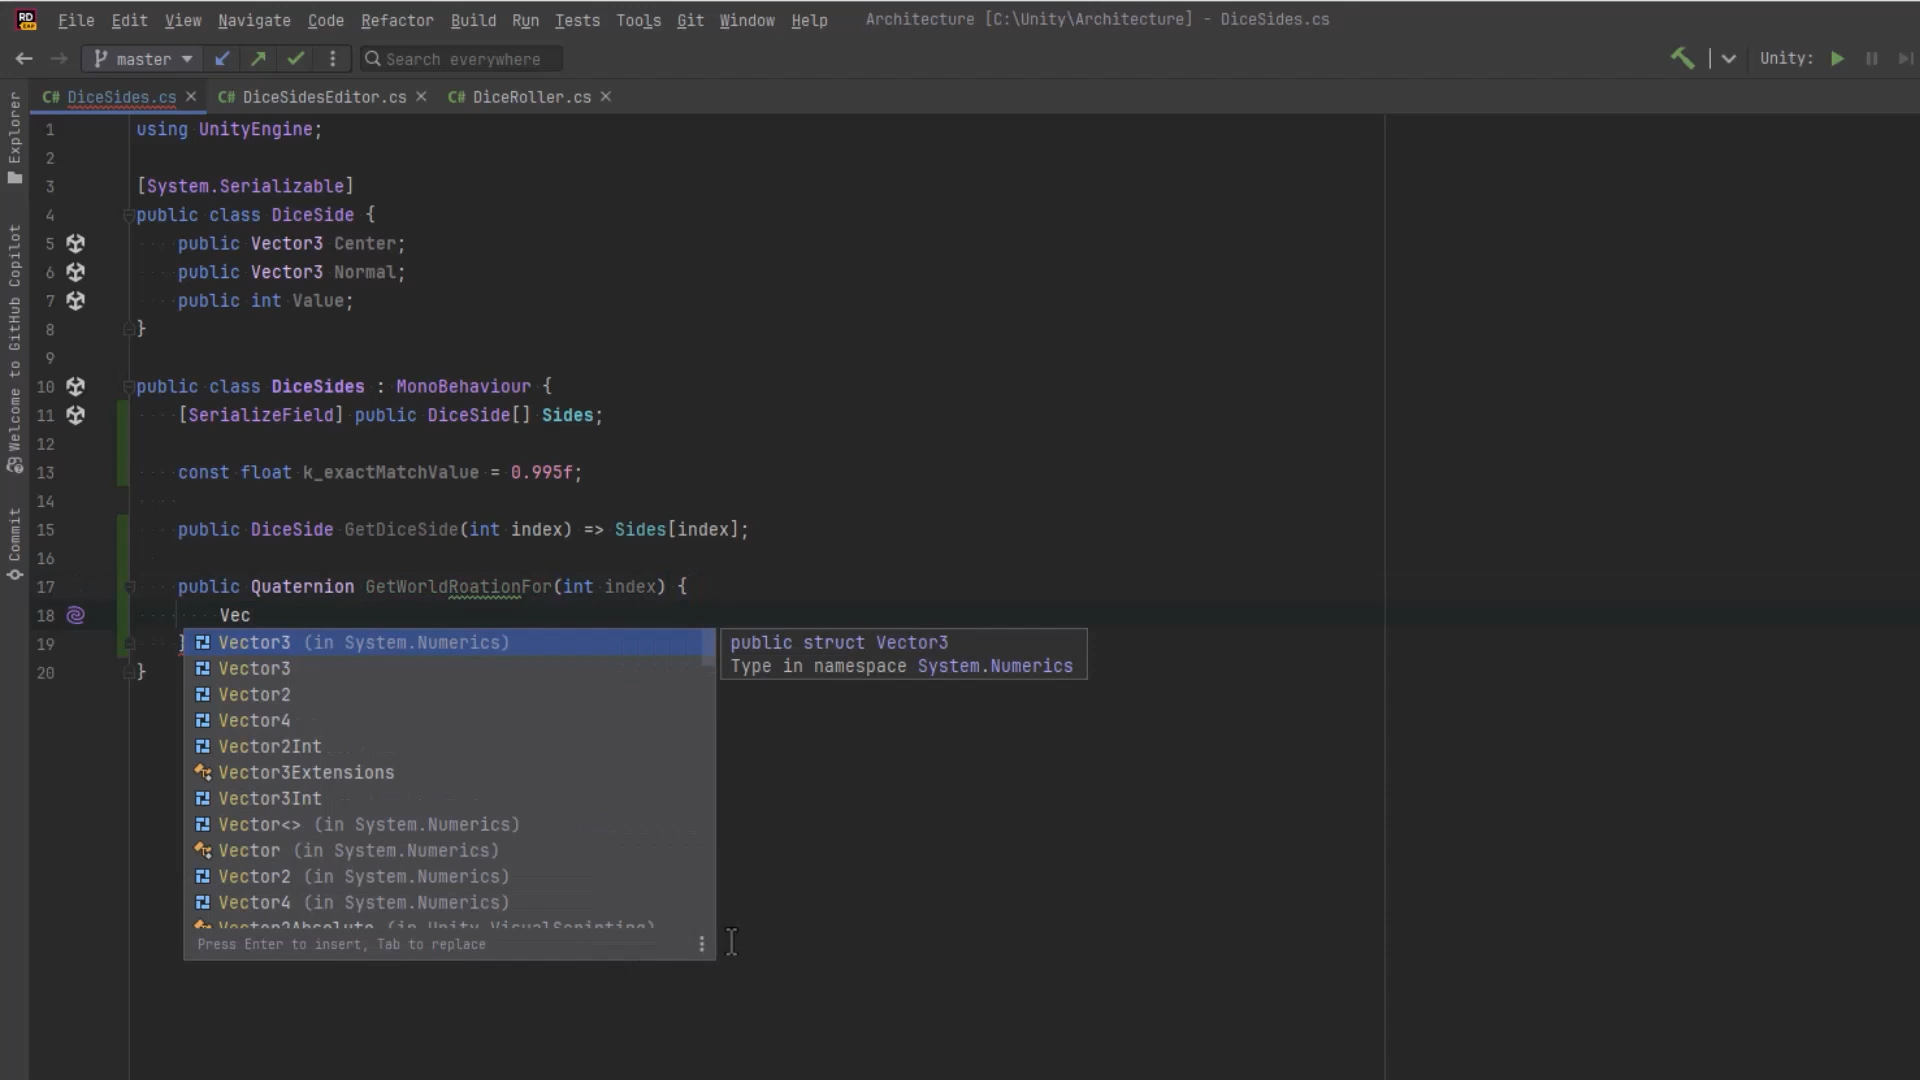 RD
File Edit View Navigate Code Refactor Build Run Tests Tools Git Window Help Architecture [C:\Unity\Architecture] - DiceSides.cs
master Search everywhere Unity:
C# DiceSides.cs C# DiceSidesEditor.cs C# DiceRoller.cs
Explorer
Welcome to GitHub Copilot
Commit
1 using UnityEngine;
2
3 [System.Serializable]
4 public class DiceSide {
5 public Vector3 Center;
6 public Vector3 Normal;
7 public int Value;
8 }
9
10 public class DiceSides : MonoBehaviour {
11 [SerializeField] public DiceSide[] Sides;
12
13 const float k_exactMatchValue = 0.995f;
14
15 public DiceSide GetDiceSide(int index) => Sides[index];
16
17 public Quaternion GetWorldRoationFor(int index) {
18 Vec
19 }
20 }
Vector3 (in System.Numerics)
Vector3
Vector2
Vector4
Vector2Int
Vector3Extensions
Vector3Int
Vector<> (in System.Numerics)
Vector (in System.Numerics)
Vector2 (in System.Numerics)
Vector4 (in System.Numerics)
Vector2Absolute (in Unity.VisualScripting)
Press Enter to insert, Tab to replace
public struct Vector3
Type in namespace System.Numerics